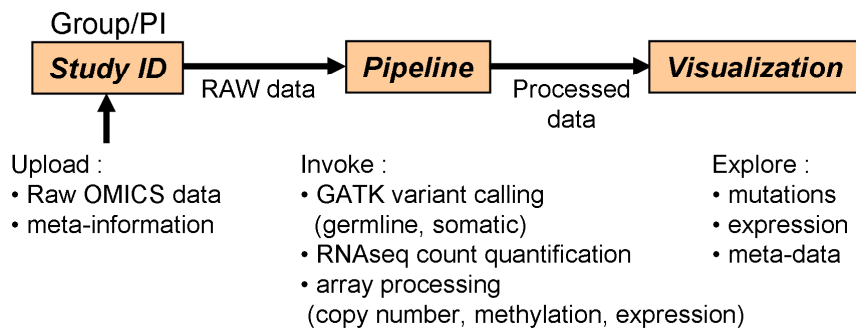 Group/PI
Study ID
RAW data
Pipeline
Processed
data
Visualization
Upload :
• Raw OMICS data
• meta-information
Invoke :
• GATK variant calling
(germline, somatic)
• RNAseq count quantification
• array processing
(copy number, methylation, expression)
Explore :
• mutations
• expression
• meta-data